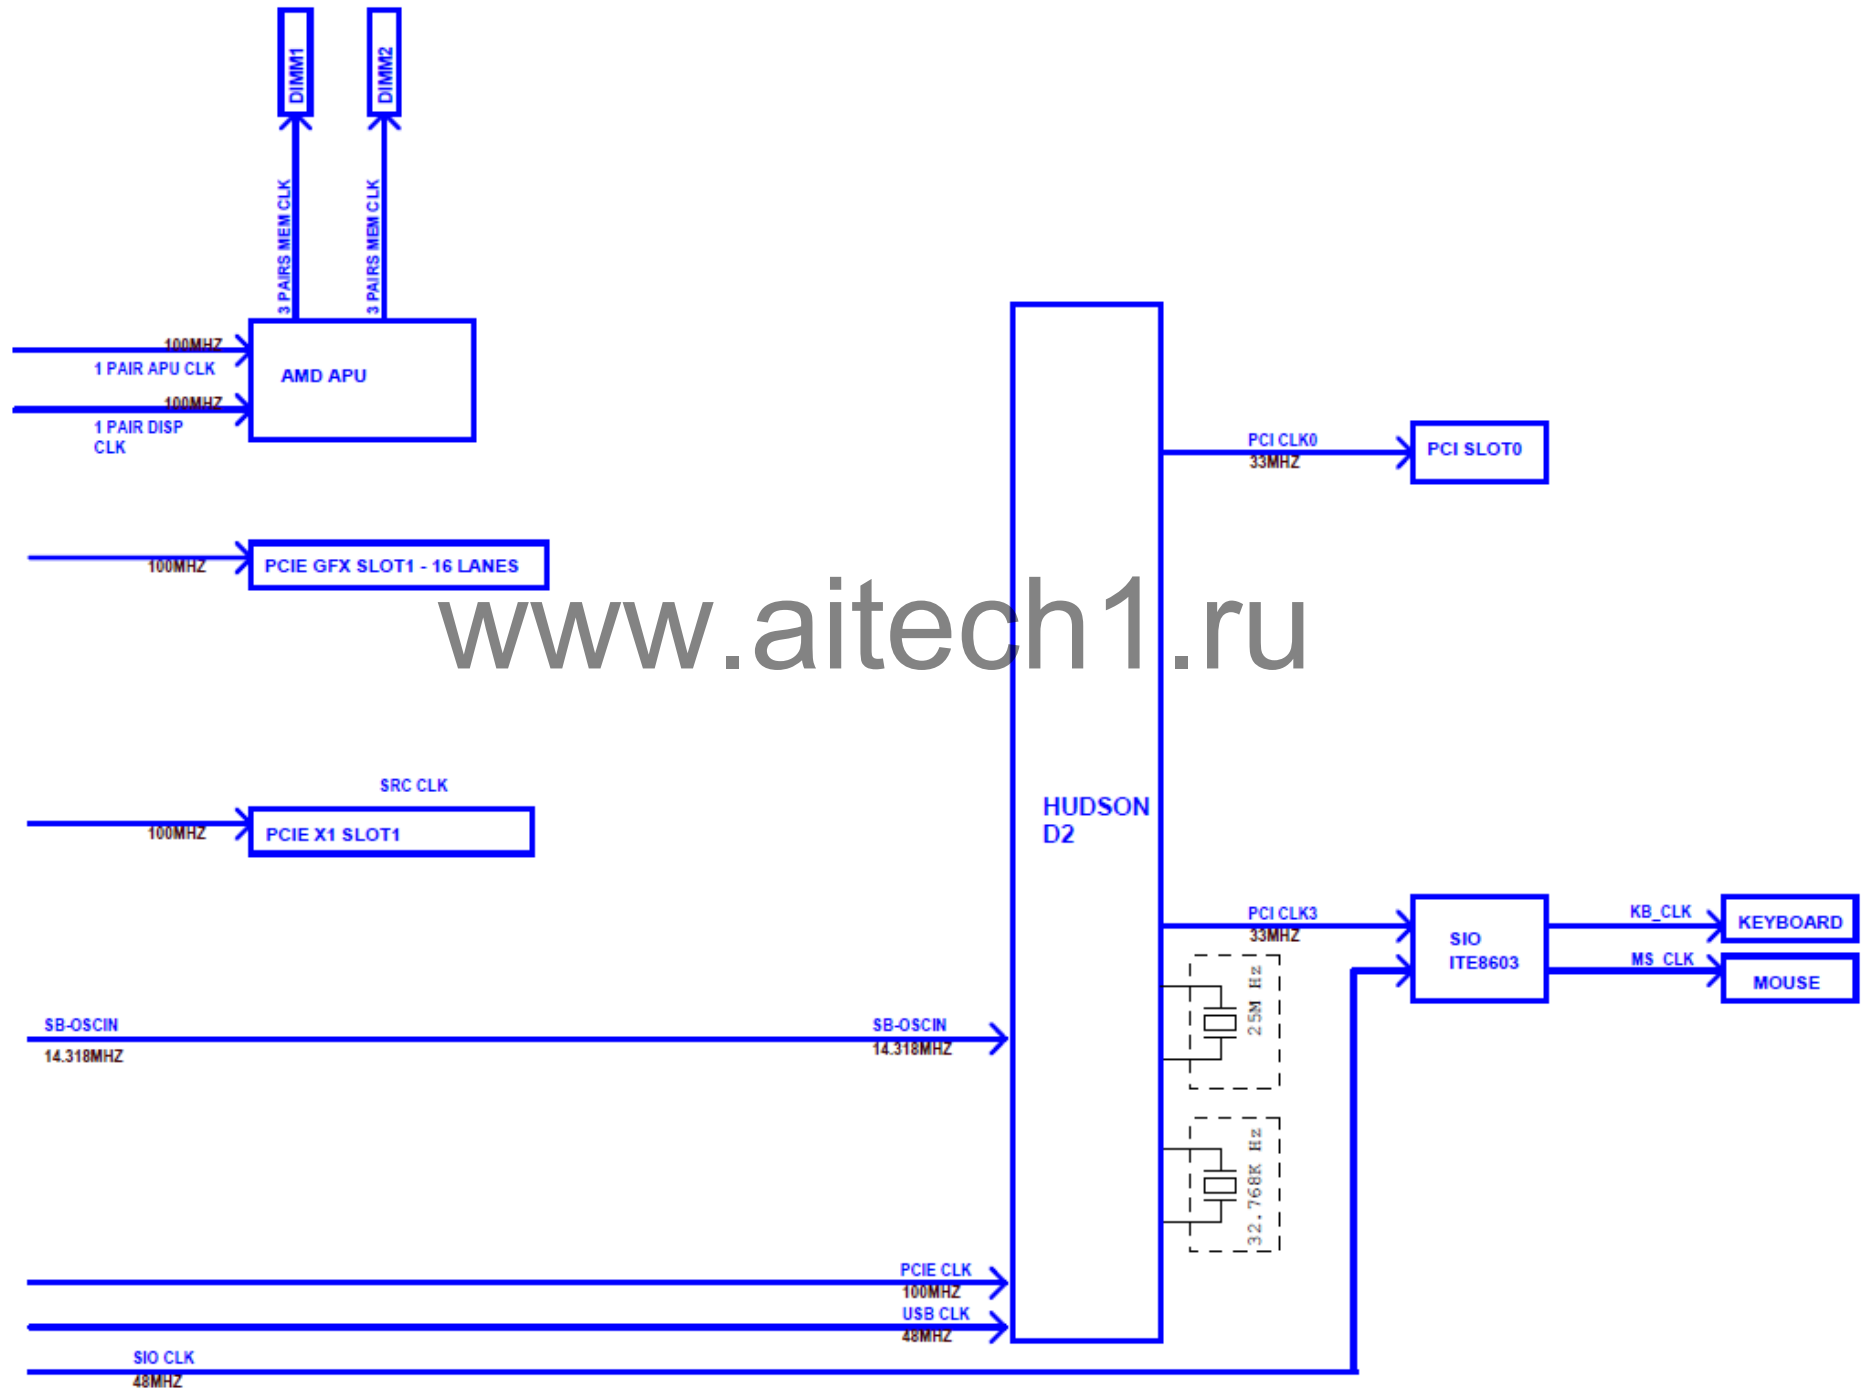 DIMM1
DIMM2
3 PAIRS MEM CLK
3 PAIRS MEM CLK
100MHZ
1 PAIR APU CLK
AMD APU
100MHZ
1 PAIR DISP
CLK
PCI CLK0
33MHZ
PCI SLOT0
100MHZ
PCIE GFX SLOT1 - 16 LANES
www.aitech1.ru
SRC CLK
100MHZ
PCIE X1 SLOT1
HUDSON
D2
PCI CLK3
33MHZ
SIO
ITE8603
KB_CLK
KEYBOARD
MS_CLK
MOUSE
25M Hz
SB-OSCIN
14.318MHZ
SB-OSCIN
14.318MHZ
32.768K Hz
PCIE CLK
100MHZ
USB CLK
48MHZ
SIO CLK
48MHZ